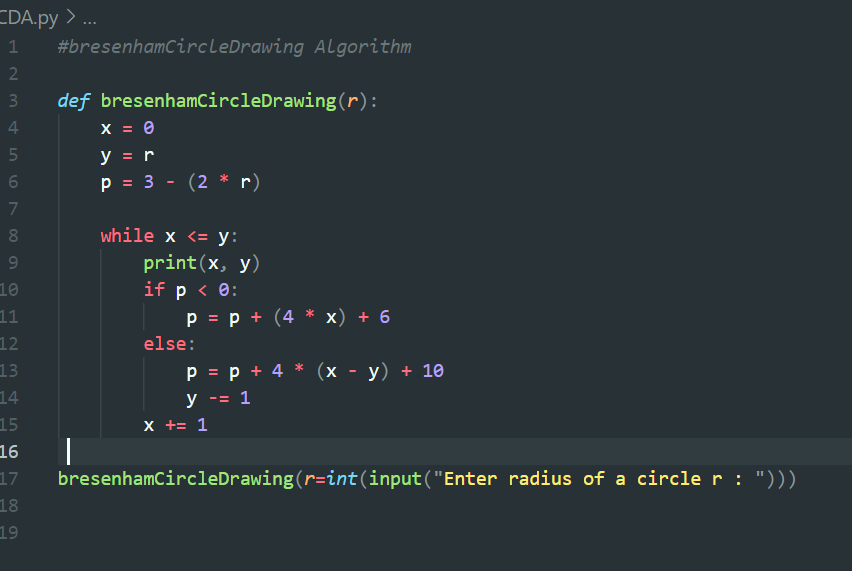 CDA.py > ...
1 #bresenhamCircleDrawing Algorithm
2
3 def bresenhamCircleDrawing(r):
4     x = 0
5     y = r
6     p = 3 - (2 * r)
7
8     while x <= y:
9         print(x, y)
10         if p < 0:
11             p = p + (4 * x) + 6
12         else:
13             p = p + 4 * (x - y) + 10
14             y -= 1
15         x += 1
16
17 bresenhamCircleDrawing(r=int(input("Enter radius of a circle r : ")))
18
19